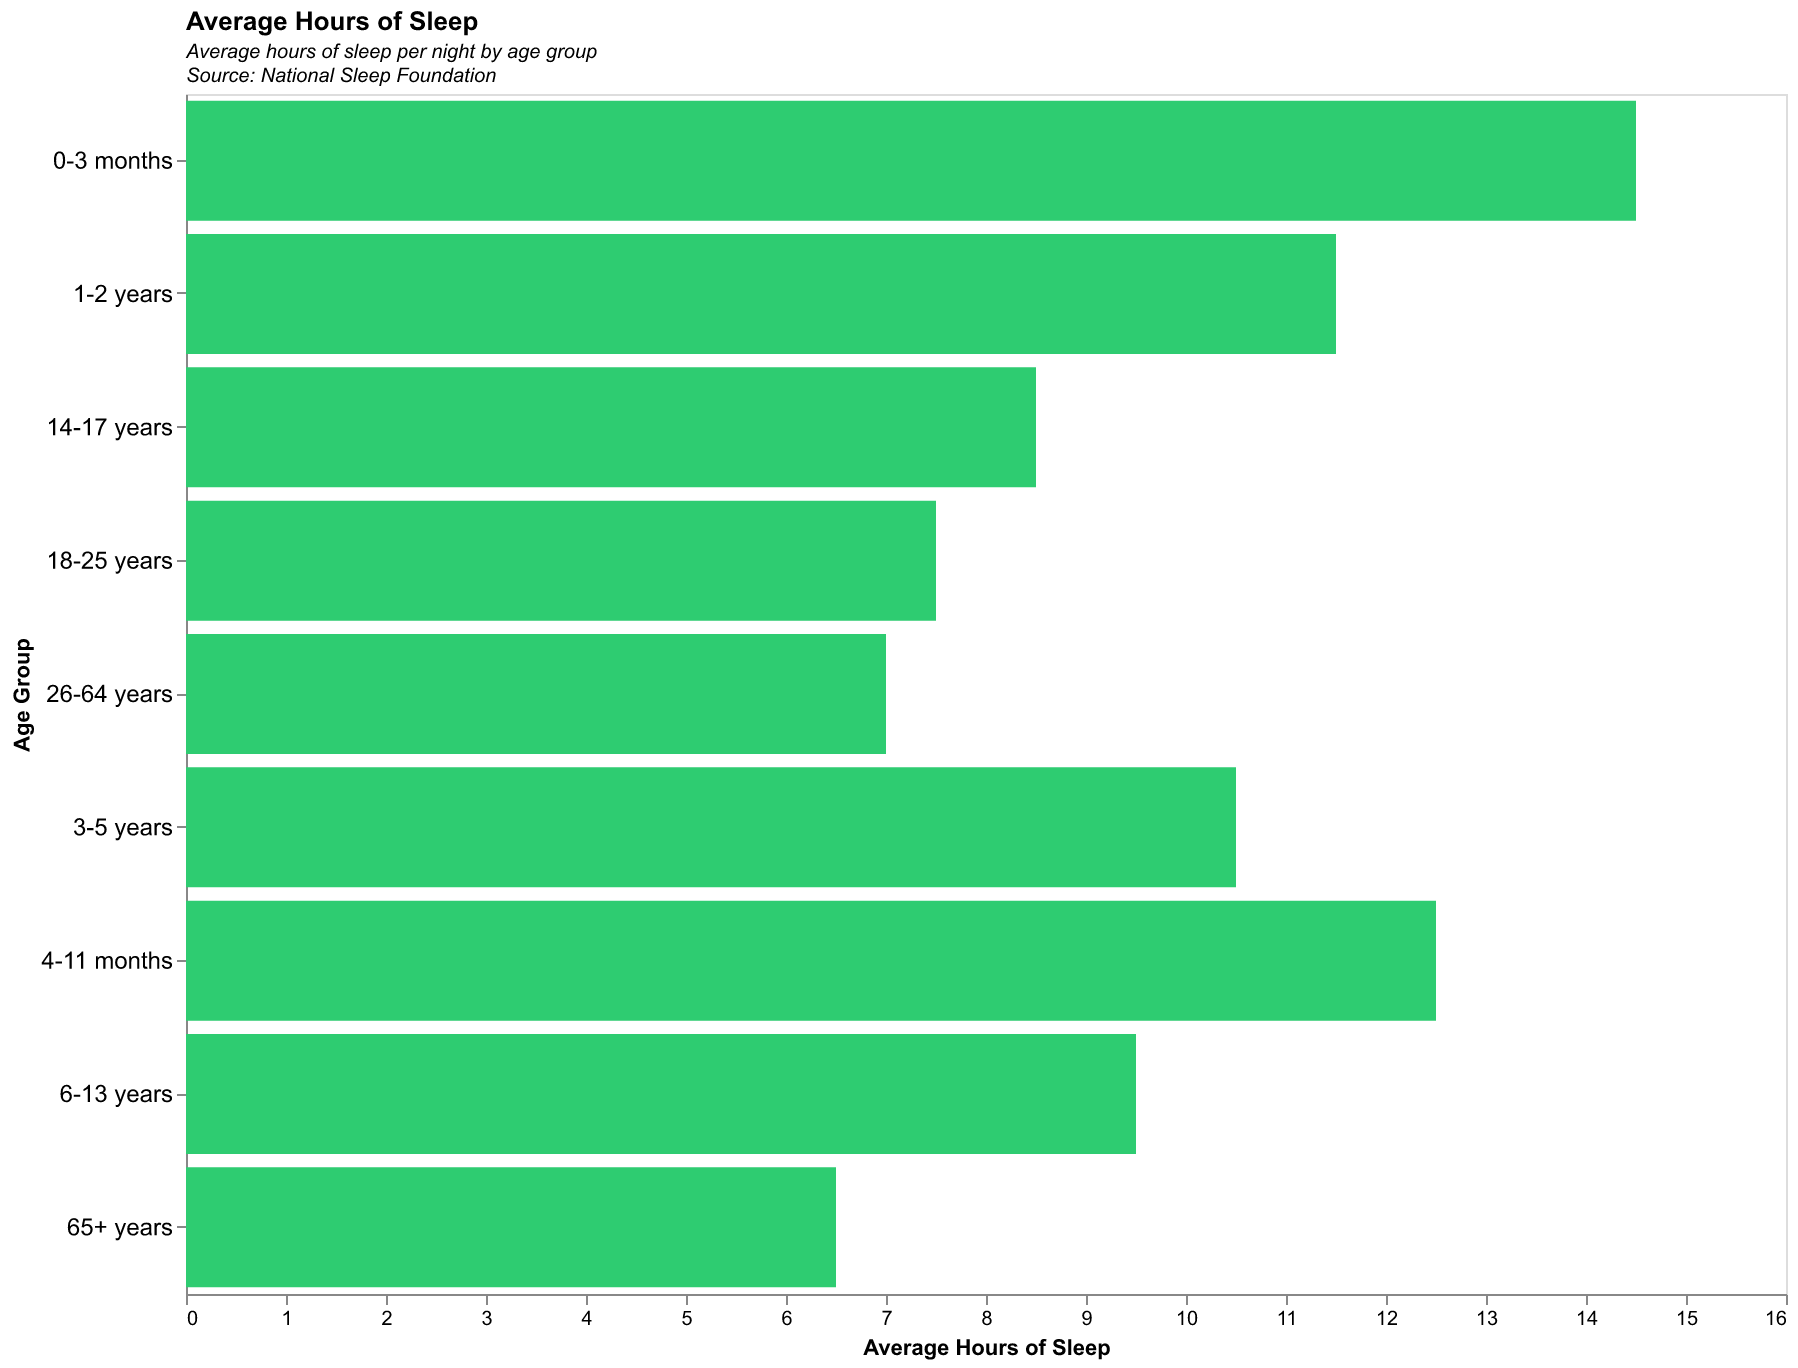 Average Hours of Sleep
Average hours of sleep per night by age group
Source: National Sleep Foundation
Age Group
0-3 months
1-2 years
14-17 years
18-25 years
26-64 years
3-5 years
4-11 months
6-13 years
65+ years
0 1 2 3 4 5 6 7 8 9 10 11 12 13 14 15 16
Average Hours of Sleep